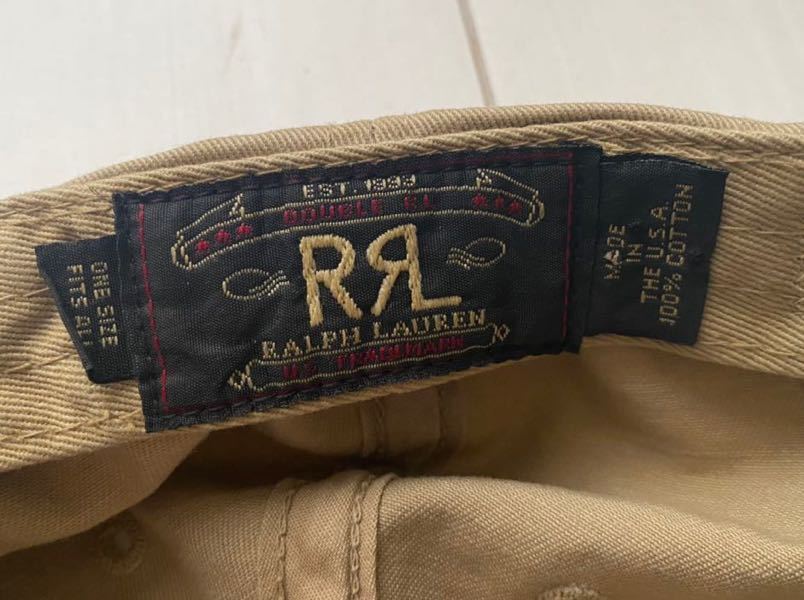 EST. 1993
DOUBLE RL
RRL
RALPH LAUREN
U.S. TRADEMARK
ONE SIZE
FITS ALL
MADE
IN
THE U.S.A.
100% COTTON